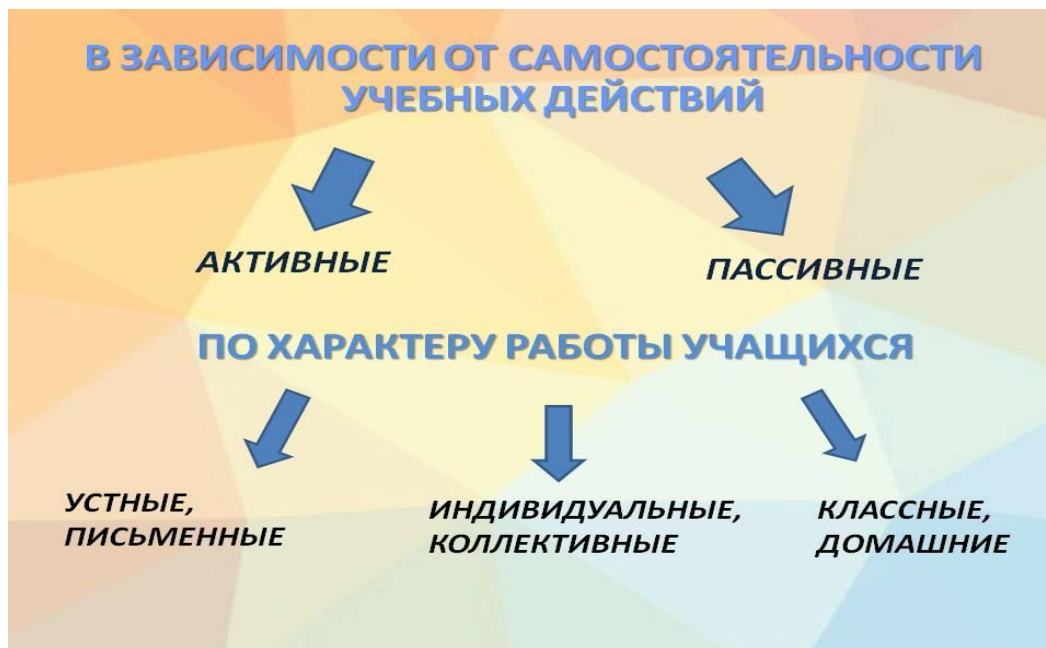 В ЗАВИСИМОСТИ ОТ САМОСТОЯТЕЛЬНОСТИ
УЧЕБНЫХ ДЕЙСТВИЙ
АКТИВНЫЕ
ПАССИВНЫЕ
ПО ХАРАКТЕРУ РАБОТЫ УЧАЩИХСЯ
УСТНЫЕ,
ПИСЬМЕННЫЕ
ИНДИВИДУАЛЬНЫЕ,
КОЛЛЕКТИВНЫЕ
КЛАССНЫЕ,
ДОМАШНИЕ